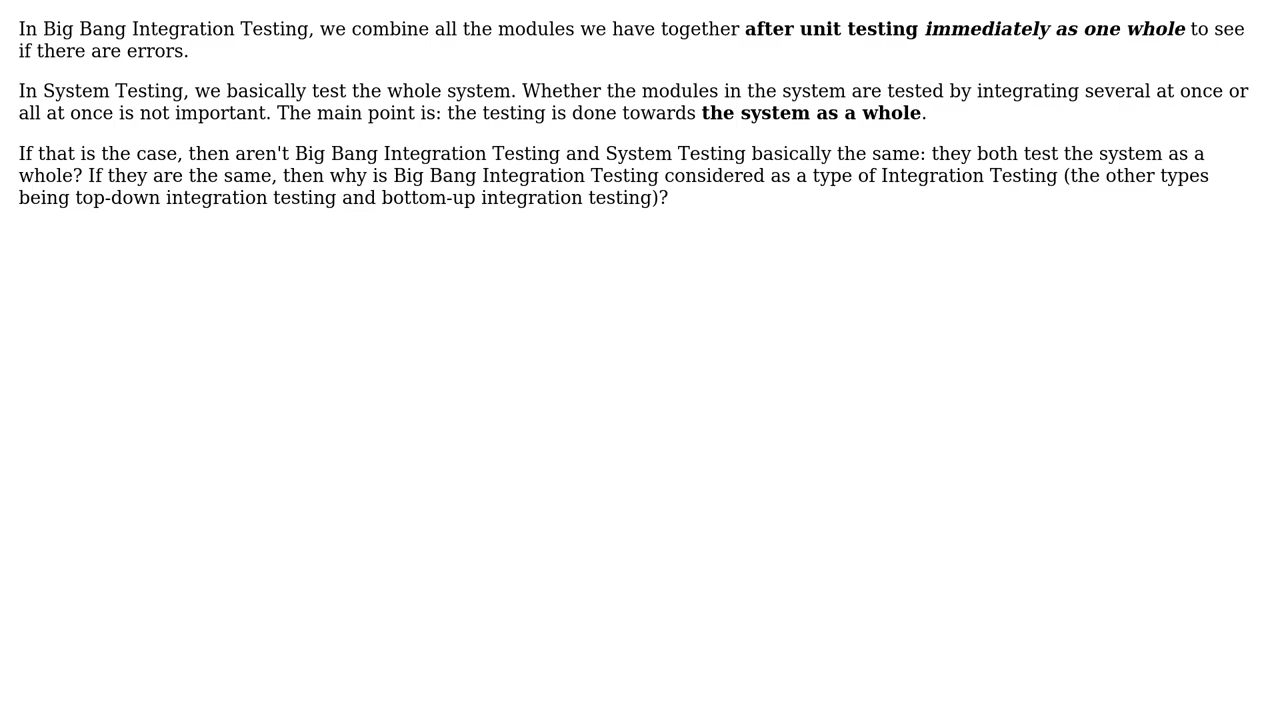 In Big Bang Integration Testing, we combine all the modules we have together after unit testing immediately as one whole to see
if there are errors.
In System Testing, we basically test the whole system. Whether the modules in the system are tested by integrating several at once or
all at once is not important. The main point is: the testing is done towards the system as a whole.
If that is the case, then aren't Big Bang Integration Testing and System Testing basically the same: they both test the system as a
whole? If they are the same, then why is Big Bang Integration Testing considered as a type of Integration Testing (the other types
being top-down integration testing and bottom-up integration testing)?